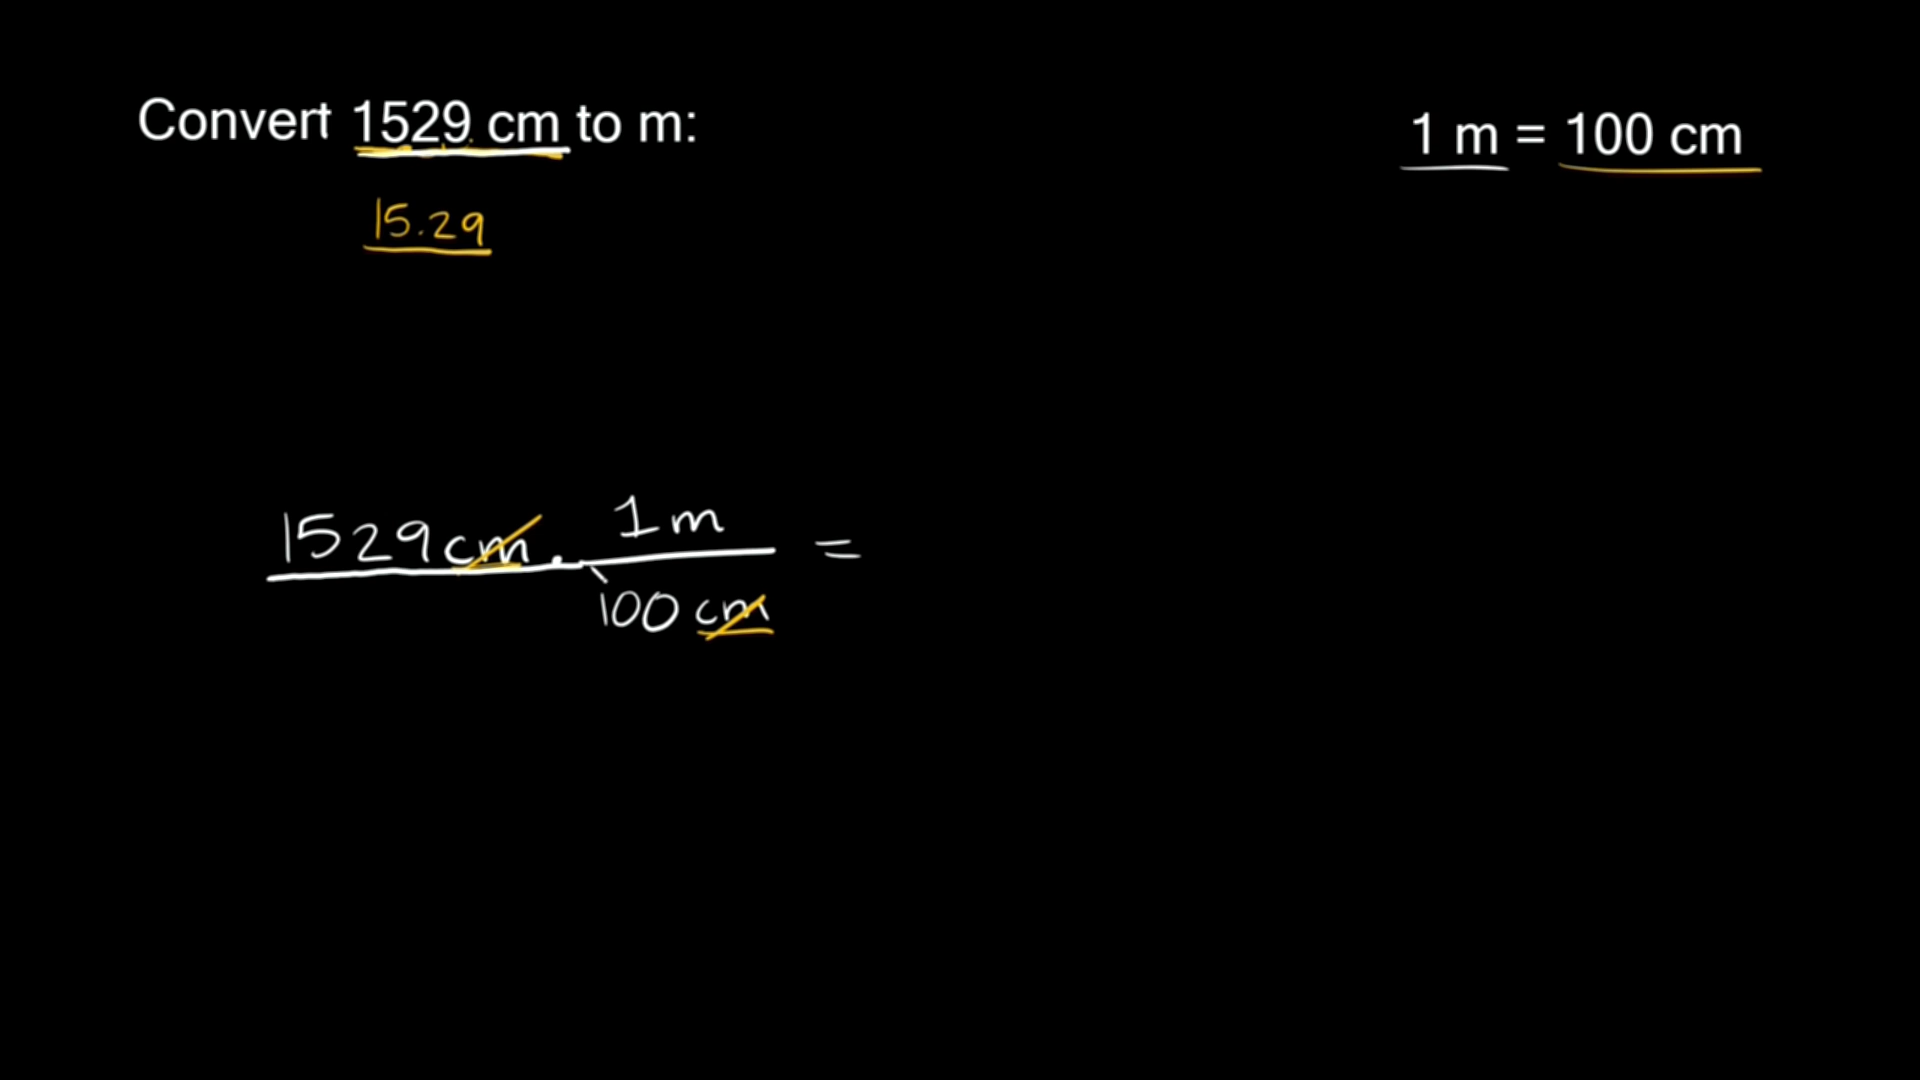 Convert 1529 cm to m:
1 m = 100 cm
15.29
1529 cm · 1 m =
100 cm